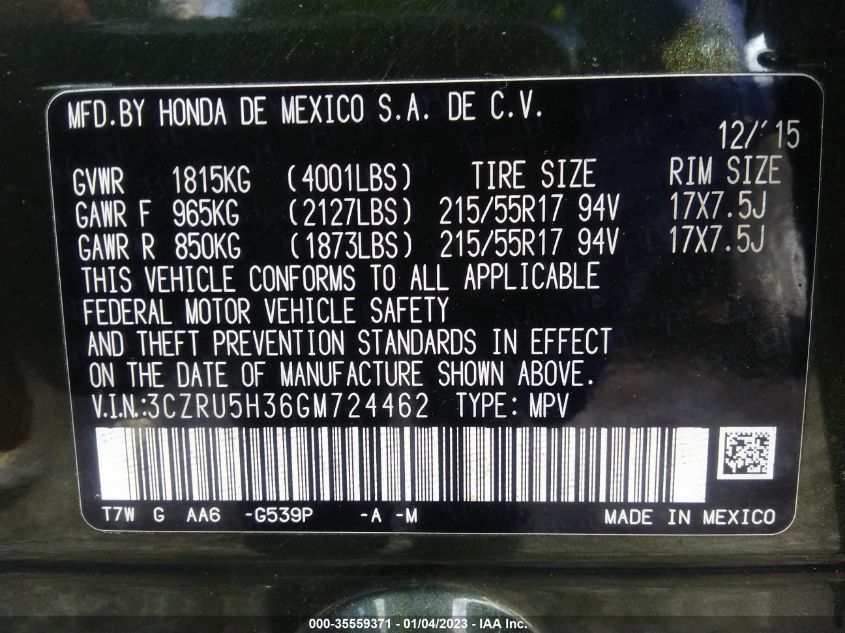 MFD.BY HONDA DE MEXICO S.A. DE C.V.
12/'15
GVWR 1815KG (4001LBS) TIRE SIZE RIM SIZE
GAWR F 965KG (2127LBS) 215/55R17 94V 17X7.5J
GAWR R 850KG (1873LBS) 215/55R17 94V 17X7.5J
THIS VEHICLE CONFORMS TO ALL APPLICABLE
FEDERAL MOTOR VEHICLE SAFETY
AND THEFT PREVENTION STANDARDS IN EFFECT
ON THE DATE OF MANUFACTURE SHOWN ABOVE.
V.I.N.:3CZRU5H36GM724462 TYPE: MPV
T7W G AA6 -G539P -A -M MADE IN MEXICO
000-35559371 - 01/04/2023 - IAA Inc.